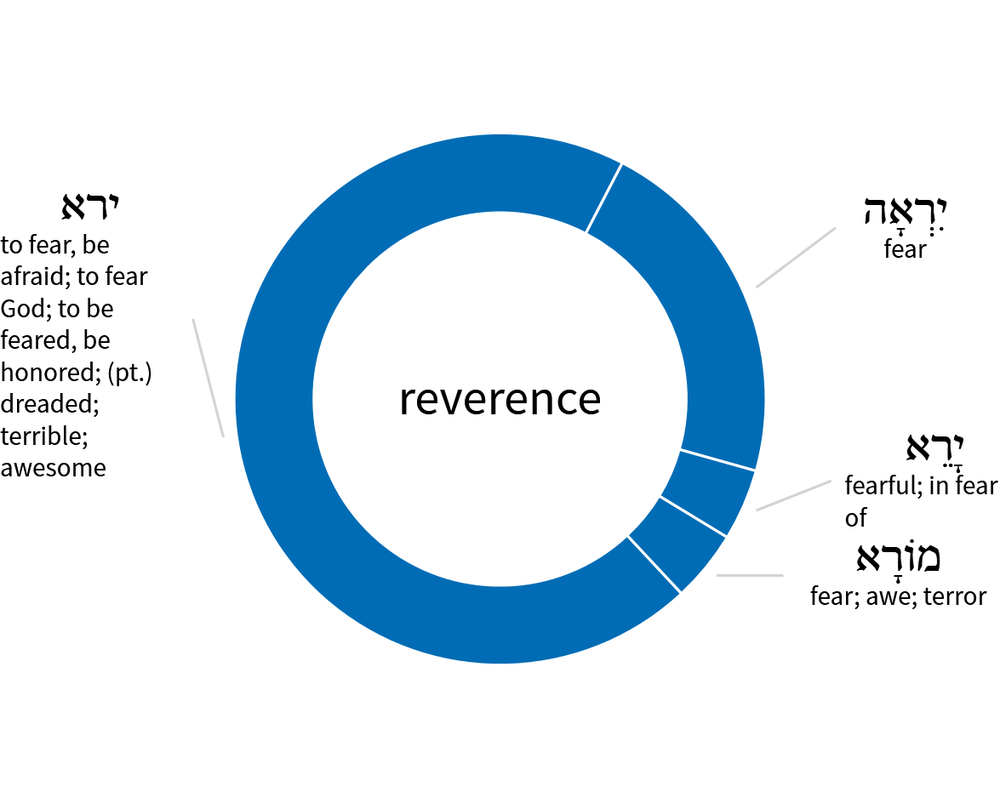 ירא
to fear, be
afraid; to fear
God; to be
feared, be
honored; (pt.)
dreaded;
terrible;
awesome
reverence
יִרְאָה
fear
יָרֵא
fearful; in fear
of
מוֹרָא
fear; awe; terror